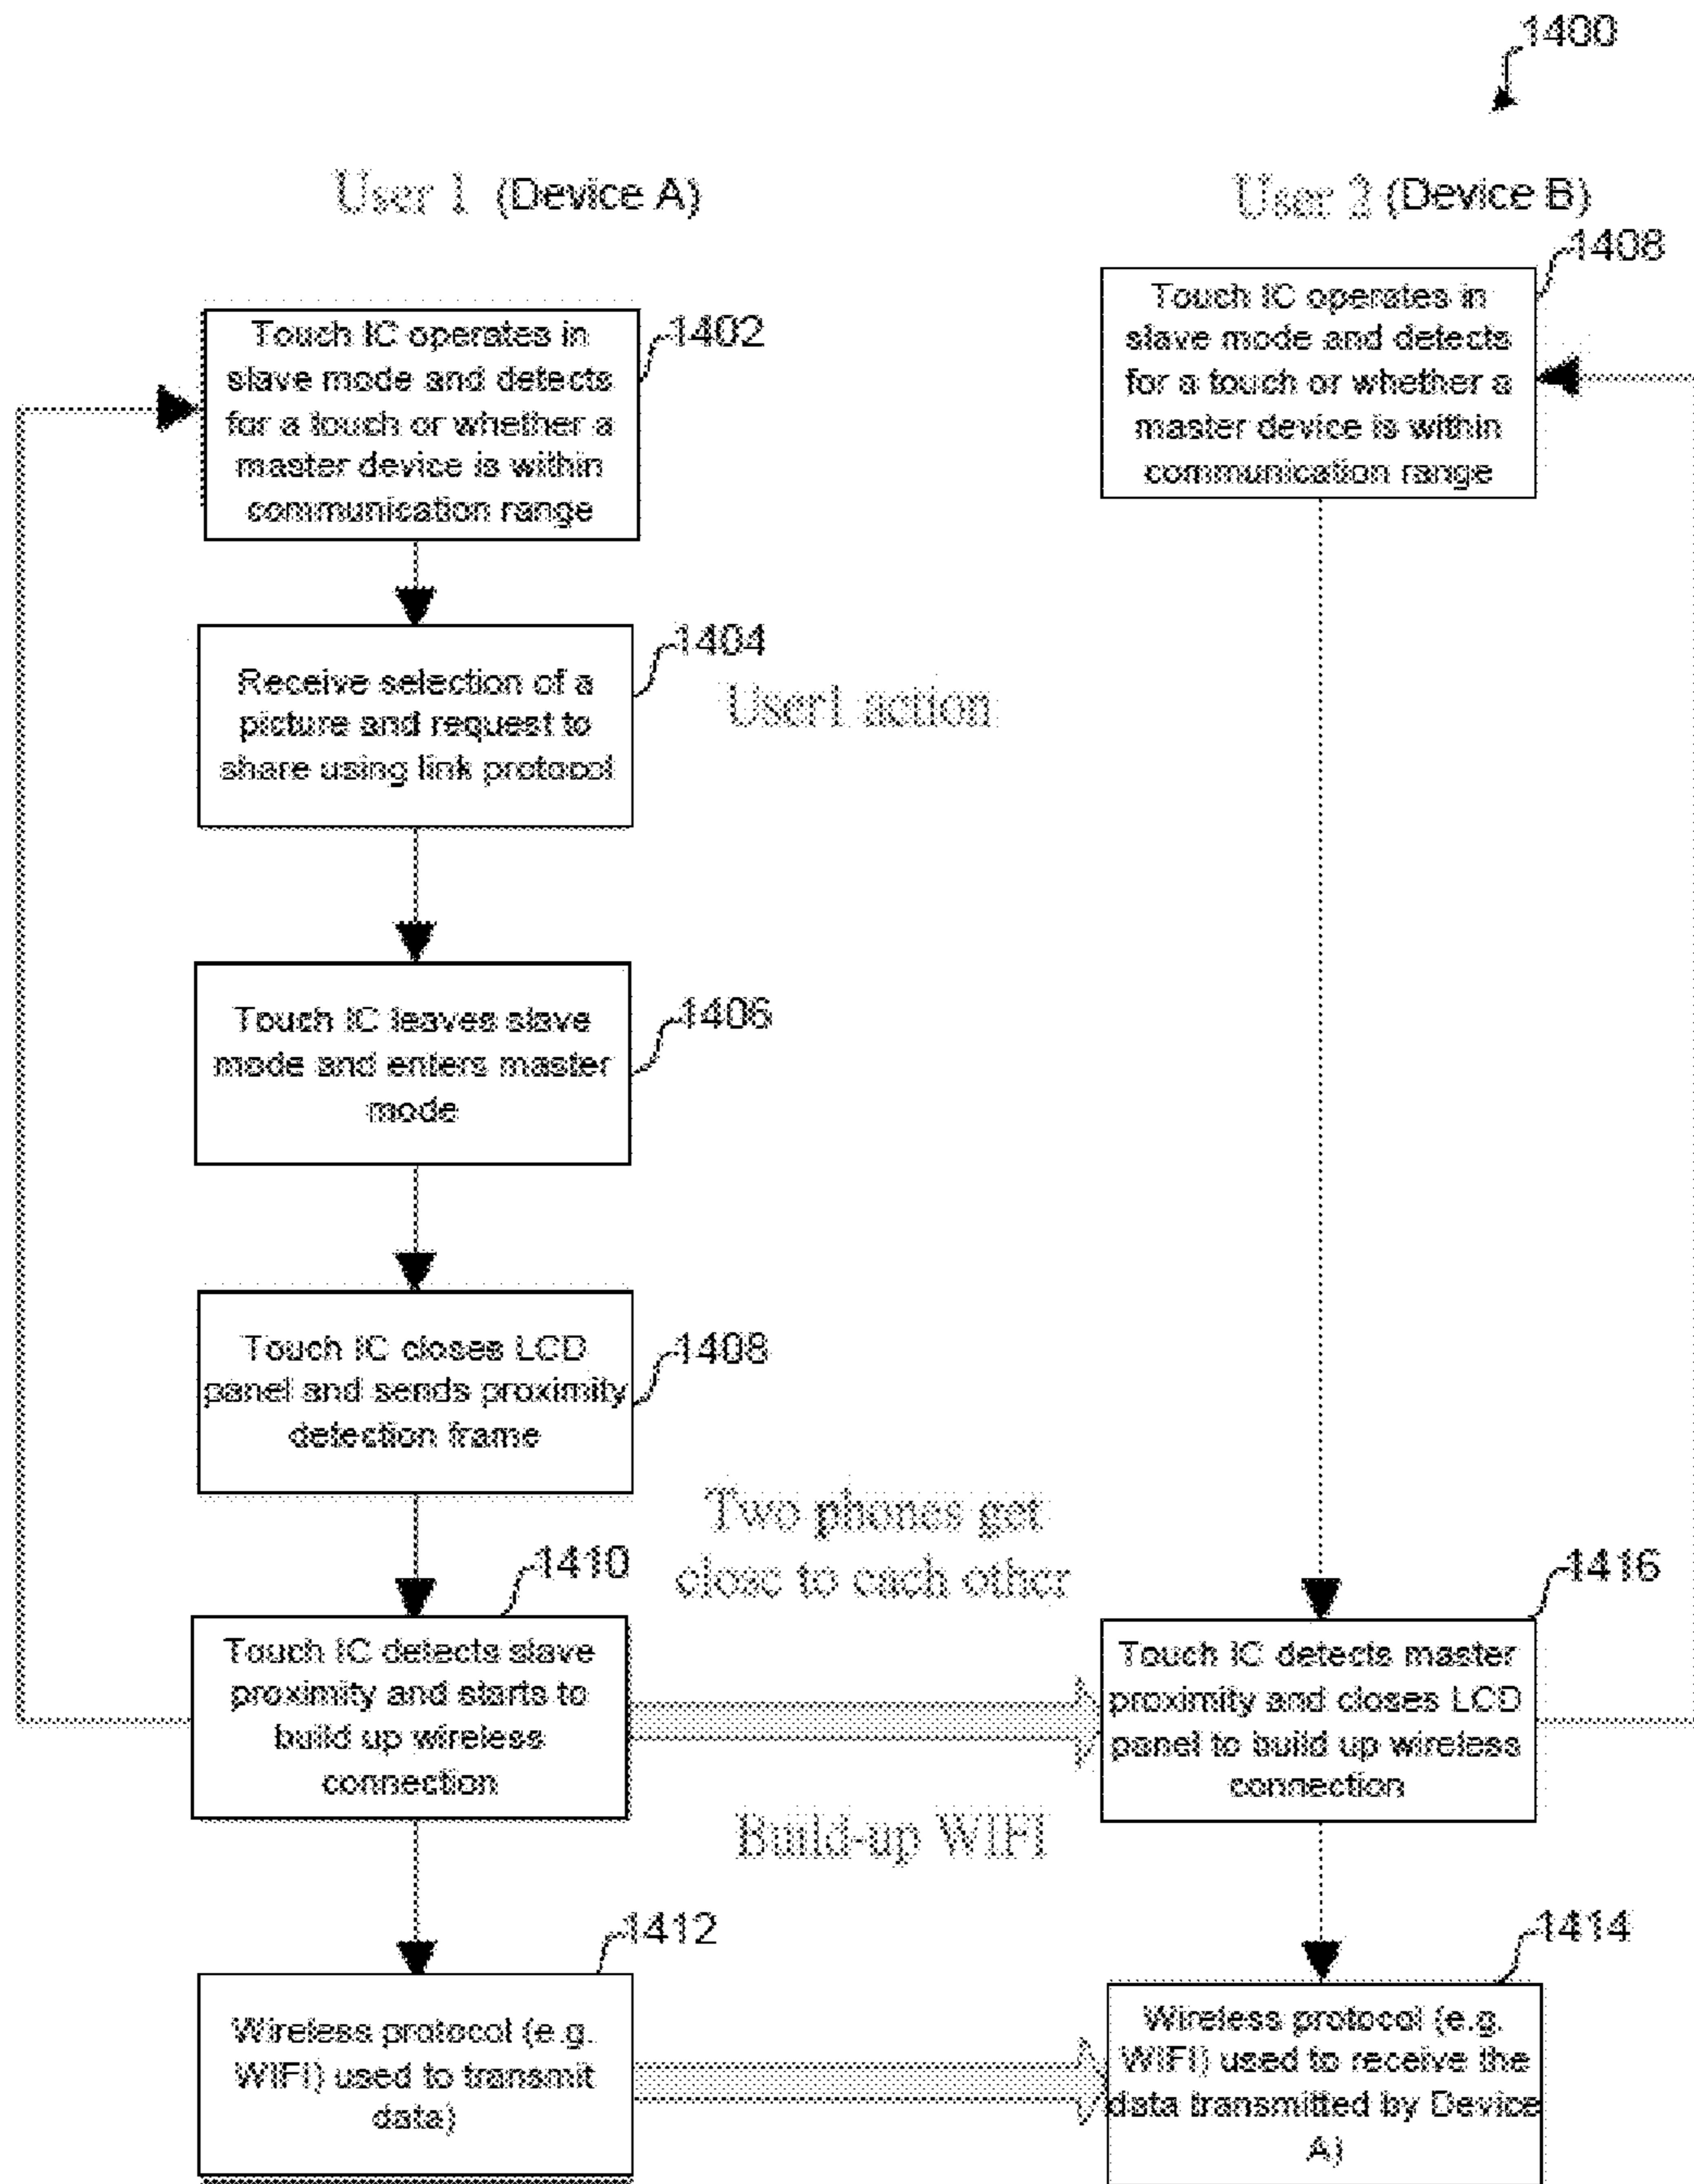 1400
User 1 (Device A)
User 2 (Device B)
1408
Touch IC operates in
slave mode and detects
for a touch or whether a
master device is within
communication range
1402
Touch IC operates in
slave mode and detects
for a touch or whether a
master device is within
communication range
1404
Receive selection of a
picture and request to
share using link protocol
User1 action
1406
Touch IC leaves slave
mode and enters master
mode
1408
Touch IC closes LCD
panel and sends proximity
detection frame
Two phones get
close to each other
1410
Touch IC detects slave
proximity and starts to
build up wireless
connection
1416
Touch IC detects master
proximity and closes LCD
panel to build up wireless
connection
Build-up WIFI
1412
Wireless protocol (e.g.
WIFI) used to transmit
data)
1414
Wireless protocol (e.g.
WIFI) used to receive the
data transmitted by Device
A)